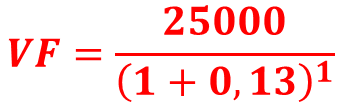 VF = 25000 / (1 + 0,13)^1